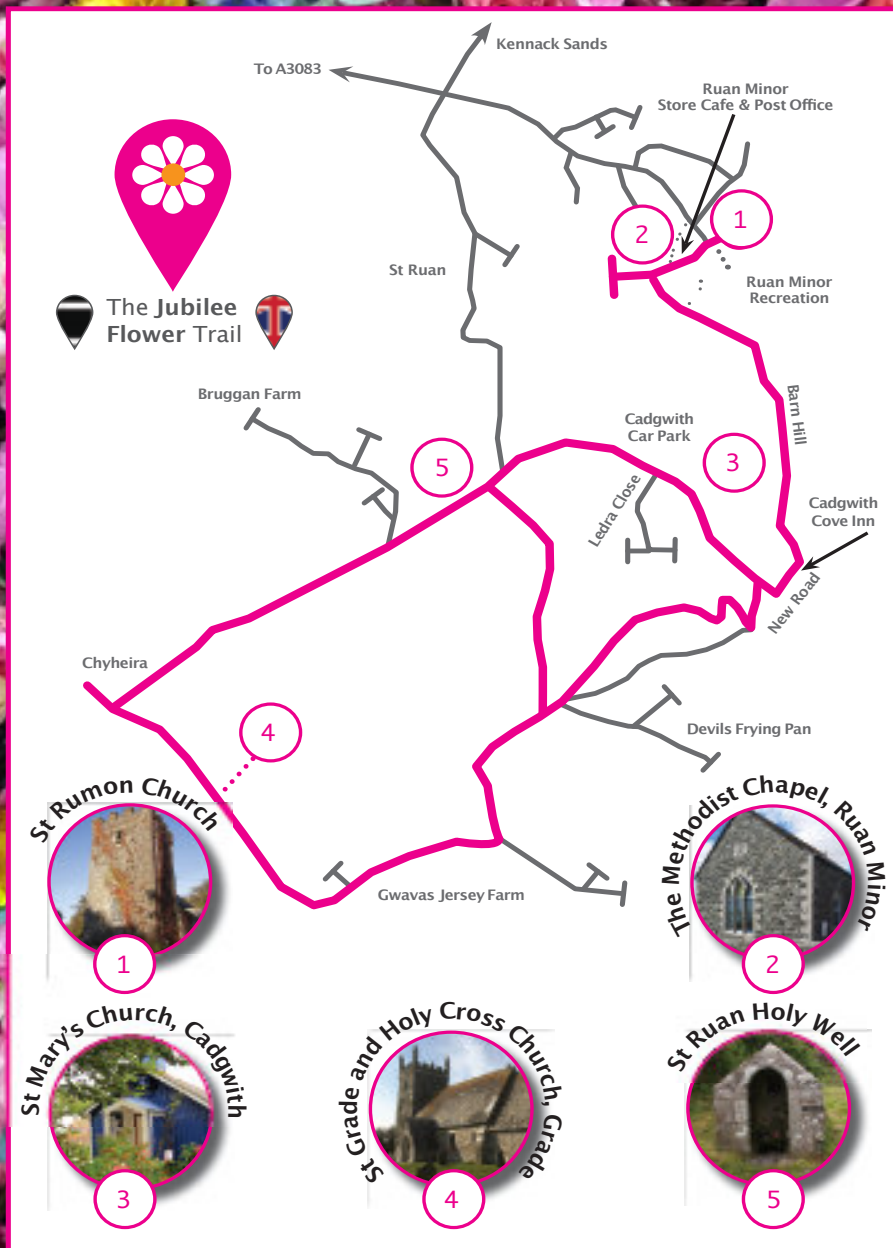 Kennack Sands
To A3083
Ruan Minor
Store Cafe & Post Office
The Jubilee
Flower Trail
2
1
St Ruan
Ruan Minor
Recreation
Bruggan Farm
Barn Hill
Cadgwith
Car Park
5
3
Ledra Close
Cadgwith
Cove Inn
New Road
Chyheira
4
Devils Frying Pan
Gwavas Jersey Farm
St Rumon Church
1
The Methodist Chapel, Ruan Minor
2
St Mary's Church, Cadgwith
3
St Grade and Holy Cross Church, Grade
4
St Ruan Holy Well
5